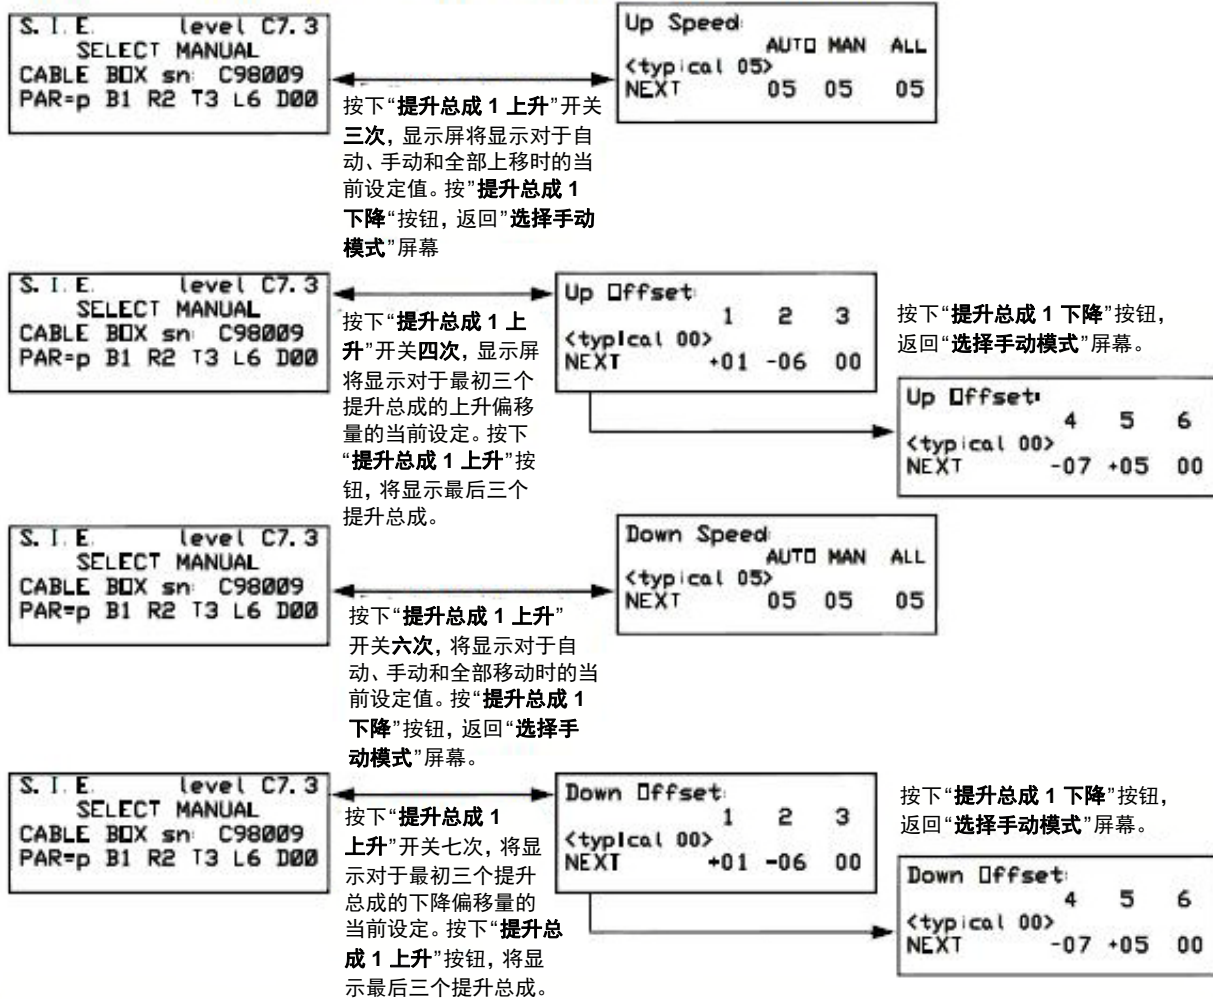 S. I. E. level C7.3
SELECT MANUAL
CABLE BOX sn: C98009
PAR=p B1 R2 T3 L6 D00
按下“提升总成 1 上升”开关
三次，显示屏将显示对于自
动、手动和全部上移时的当
前设定值。按”提升总成 1
下降“按钮，返回”选择手动
模式”屏幕
Up Speed:
AUTO MAN ALL
<typical 05>
NEXT 05 05 05
S. I. E. level C7.3
SELECT MANUAL
CABLE BOX sn: C98009
PAR=p B1 R2 T3 L6 D00
按下“提升总成 1 上
升”开关四次，显示屏
将显示对于最初三个
提升总成的上升偏移
量的当前设定。按下
“提升总成 1 上升”按
钮，将显示最后三个
提升总成。
Up Offset:
1 2 3
<typical 00>
NEXT +01 -06 00
按下“提升总成 1 下降”按钮，
返回“选择手动模式”屏幕。
Up Offset:
4 5 6
<typical 00>
NEXT -07 +05 00
S. I. E. level C7.3
SELECT MANUAL
CABLE BOX sn: C98009
PAR=p B1 R2 T3 L6 D00
按下“提升总成 1 上升”
开关六次，将显示对于自
动、手动和全部移动时的当
前设定值。按“提升总成 1
下降”按钮，返回“选择手
动模式”屏幕。
Down Speed:
AUTO MAN ALL
<typical 05>
NEXT 05 05 05
S. I. E. level C7.3
SELECT MANUAL
CABLE BOX sn: C98009
PAR=p B1 R2 T3 L6 D00
按下“提升总成 1
上升”开关七次，将显
示对于最初三个提升
总成的下降偏移量的
当前设定。按下“提升总
成 1 上升”按钮，将显
示最后三个提升总成。
Down Offset:
1 2 3
<typical 00>
NEXT +01 -06 00
按下“提升总成 1 下降”按钮，
返回“选择手动模式”屏幕。
Down Offset:
4 5 6
<typical 00>
NEXT -07 +05 00